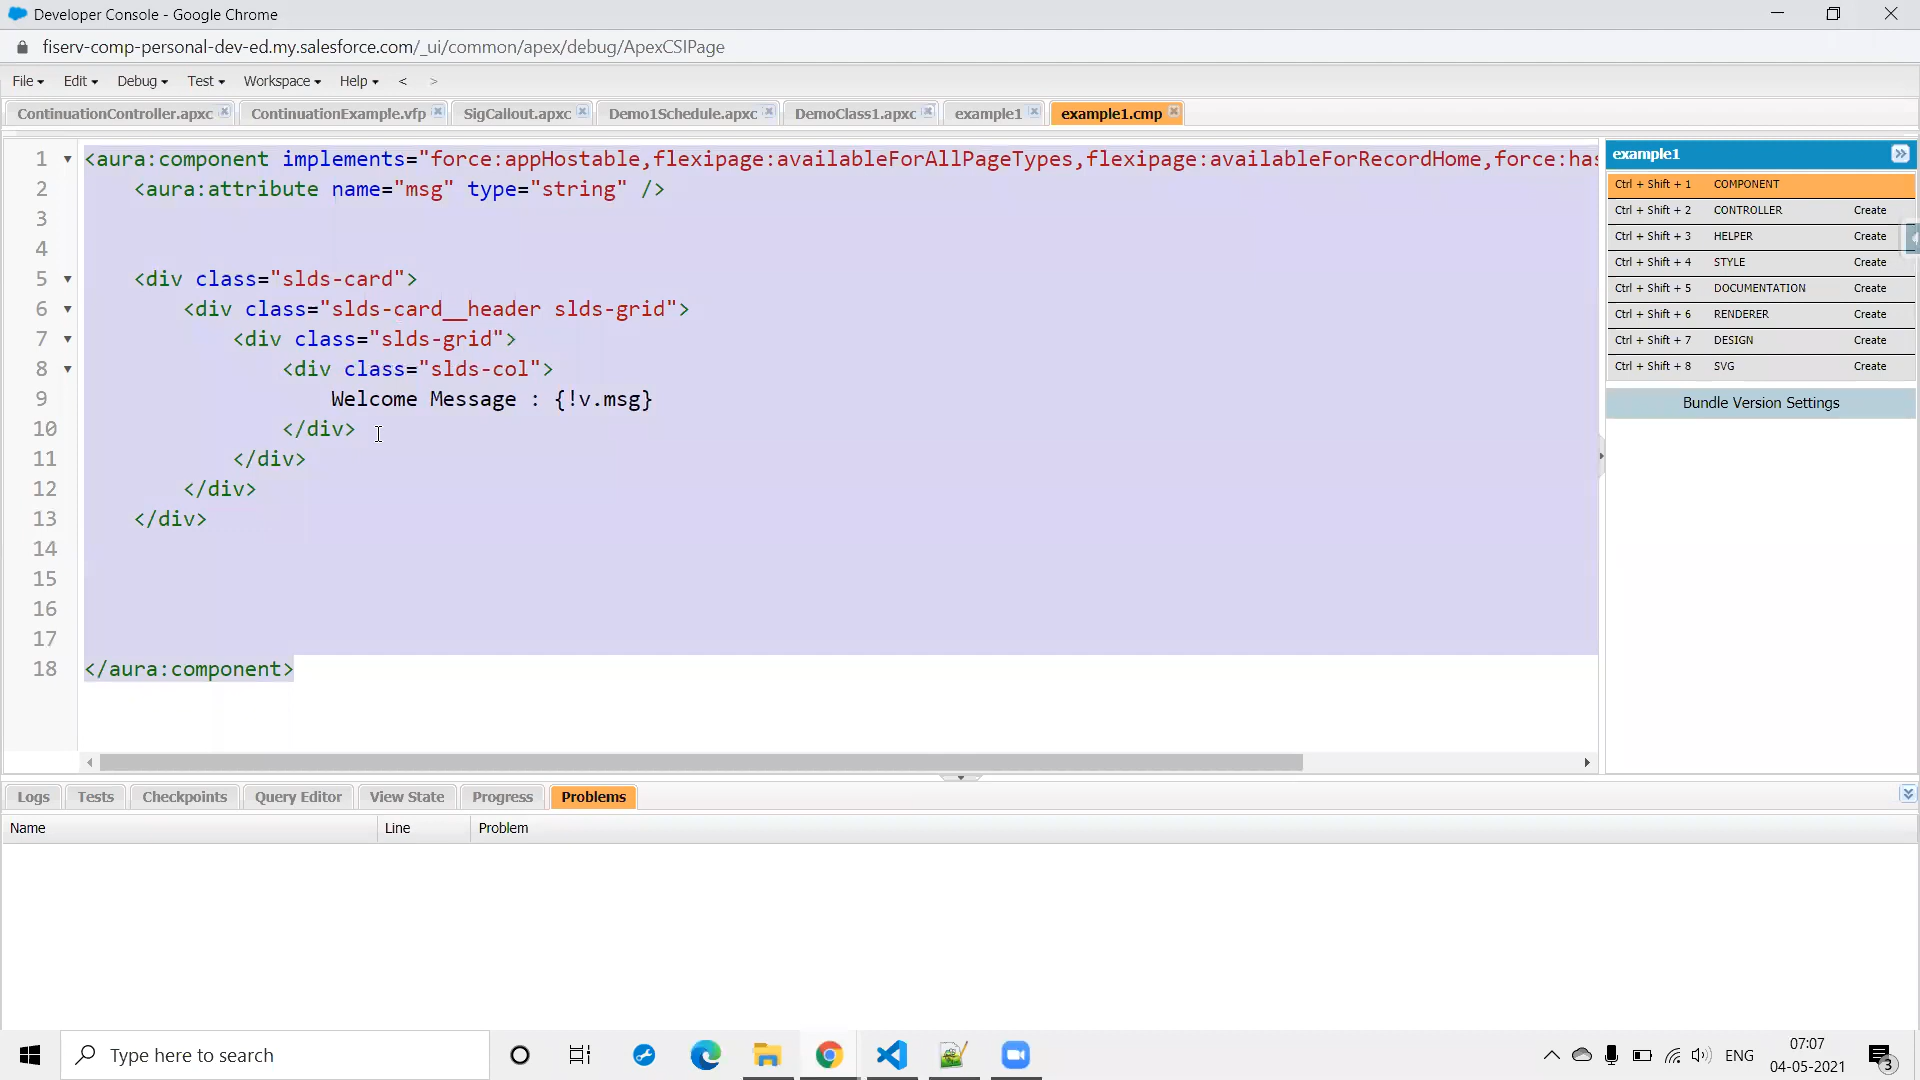 Developer Console - Google Chrome
fiserv-comp-personal-dev-ed.my.salesforce.com/_ui/common/apex/debug/ApexCSIPage
File Edit Debug Test Workspace Help < >
ContinuationController.apxc ContinuationExample.vfp SigCallout.apxc Demo1Schedule.apxc DemoClass1.apxc example1 example1.cmp
1 <aura:component implements="force:appHostable,flexipage:availableForAllPageTypes,flexipage:availableForRecordHome,force:has
2 <aura:attribute name="msg" type="string" />
3
4
5 <div class="slds-card">
6 <div class="slds-card__header slds-grid">
7 <div class="slds-grid">
8 <div class="slds-col">
9 Welcome Message : {!v.msg}
10 </div>
11 </div>
12 </div>
13 </div>
14
15
16
17
18 </aura:component>
example1
Ctrl + Shift + 1 COMPONENT
Ctrl + Shift + 2 CONTROLLER Create
Ctrl + Shift + 3 HELPER Create
Ctrl + Shift + 4 STYLE Create
Ctrl + Shift + 5 DOCUMENTATION Create
Ctrl + Shift + 6 RENDERER Create
Ctrl + Shift + 7 DESIGN Create
Ctrl + Shift + 8 SVG Create
Bundle Version Settings
Logs Tests Checkpoints Query Editor View State Progress Problems
Name Line Problem
Type here to search
ENG
07:07
04-05-2021
3